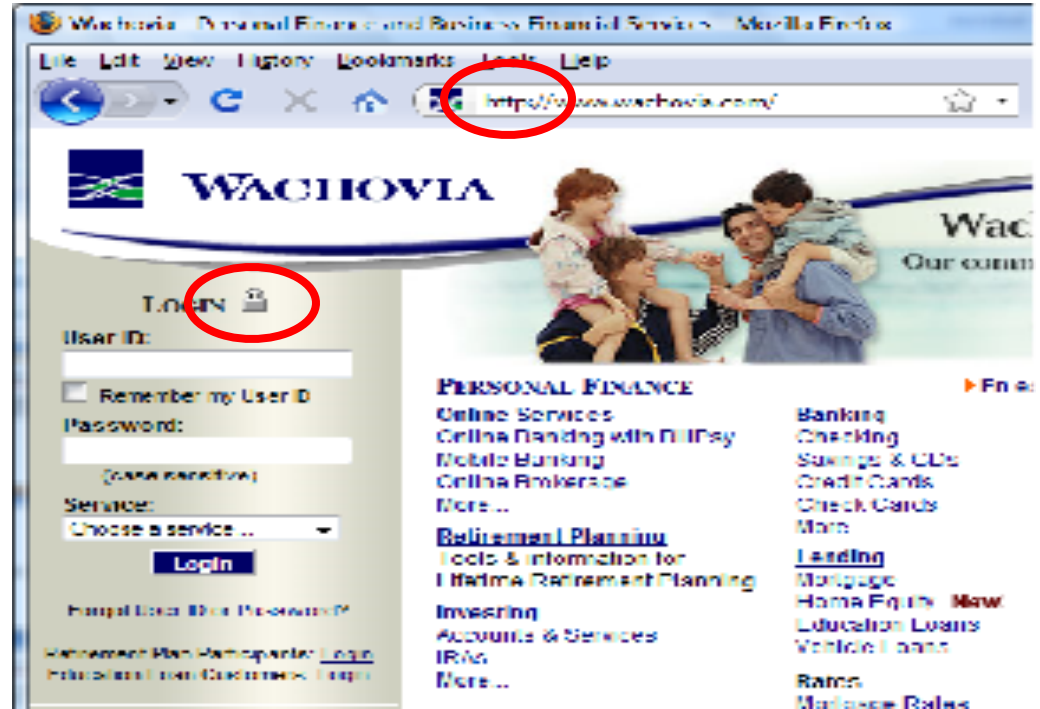 Wachovia - Personal Finance and Business Financial Services - Mozilla Firefox
File Edit View History Bookmarks Tools Help
http://www.wachovia.com/
WACHOVIA
Wac
Our comm
LOGIN
User ID:
Remember my User ID
Password:
(case sensitive)
Service:
Choose a service...
Login
Forgot User ID or Password?
Retirement Plan Participants: Login
Education Loan Customers: Login
PERSONAL FINANCE
Online Services
Online Banking with BillPay
Mobile Banking
Online Brokerage
More...
Retirement Planning
Tools & information for
Lifetime Retirement Planning
Investing
Accounts & Services
IRAs
More...
En es
Banking
Checking
Savings & CDs
Credit Cards
Check Cards
More
Lending
Mortgage
Home Equity New!
Education Loans
Vehicle Loans
Rates
Mortgage Rates